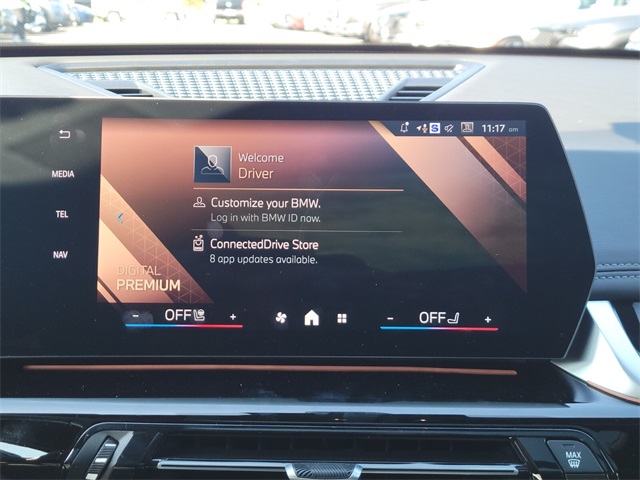 11:17 am
MEDIA
TEL
NAV
Welcome
Driver
Customize your BMW.
Log in with BMW ID now.
ConnectedDrive Store
8 app updates available.
DIGITAL
PREMIUM
- OFF +
- OFF +
MAX